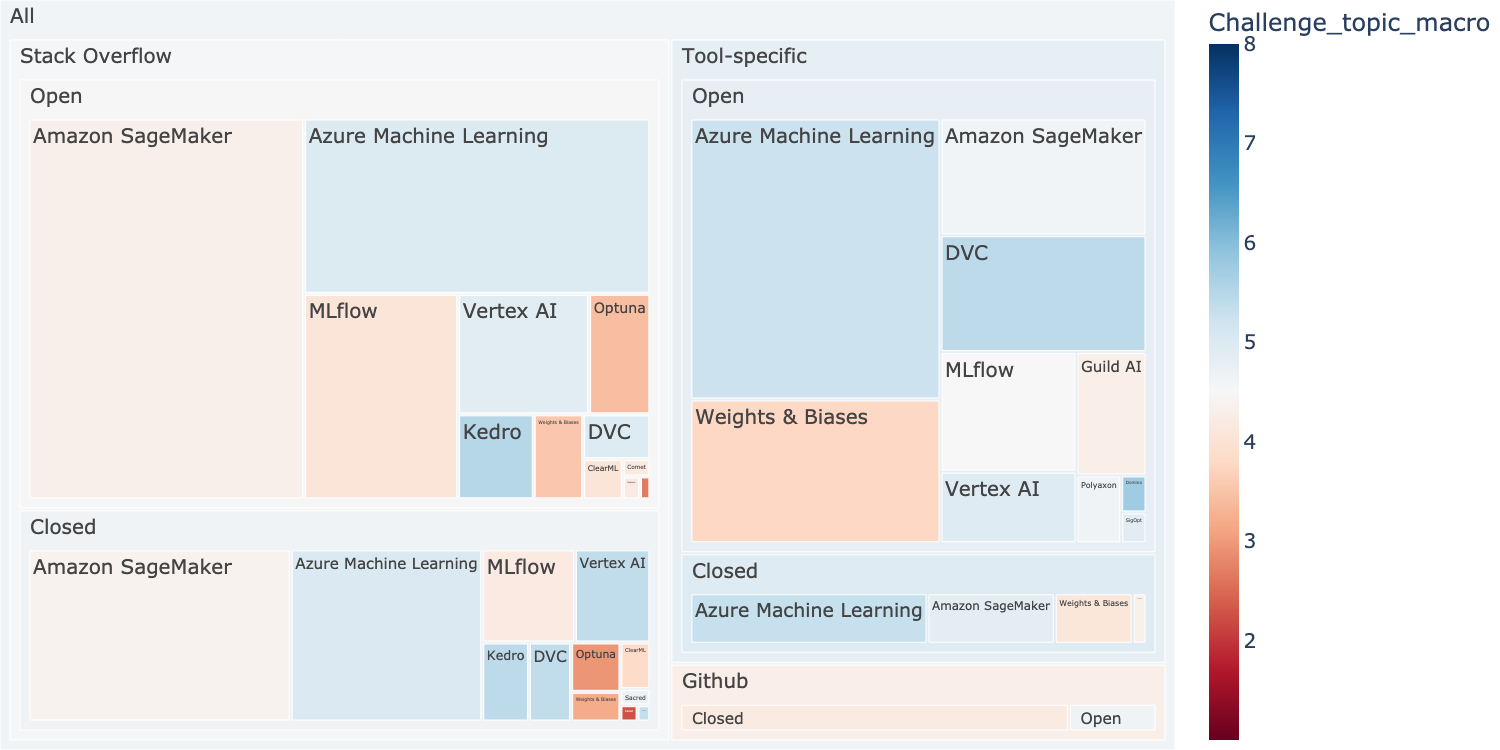 All
Stack Overflow
Open
Amazon SageMaker
Azure Machine Learning
MLflow
Vertex AI
Optuna
Kedro
Weights & Biases
DVC
ClearML
Comet
Closed
Amazon SageMaker
Azure Machine Learning
MLflow
Vertex AI
Kedro
DVC
Optuna
ClearML
Weights & Biases
Sacred
Tool-specific
Open
Azure Machine Learning
Amazon SageMaker
DVC
Weights & Biases
MLflow
Guild AI
Vertex AI
Polyaxon
Domino
SigOpt
Closed
Azure Machine Learning
Amazon SageMaker
Weights & Biases
Github
Closed
Open
Challenge_topic_macro
8
7
6
5
4
3
2